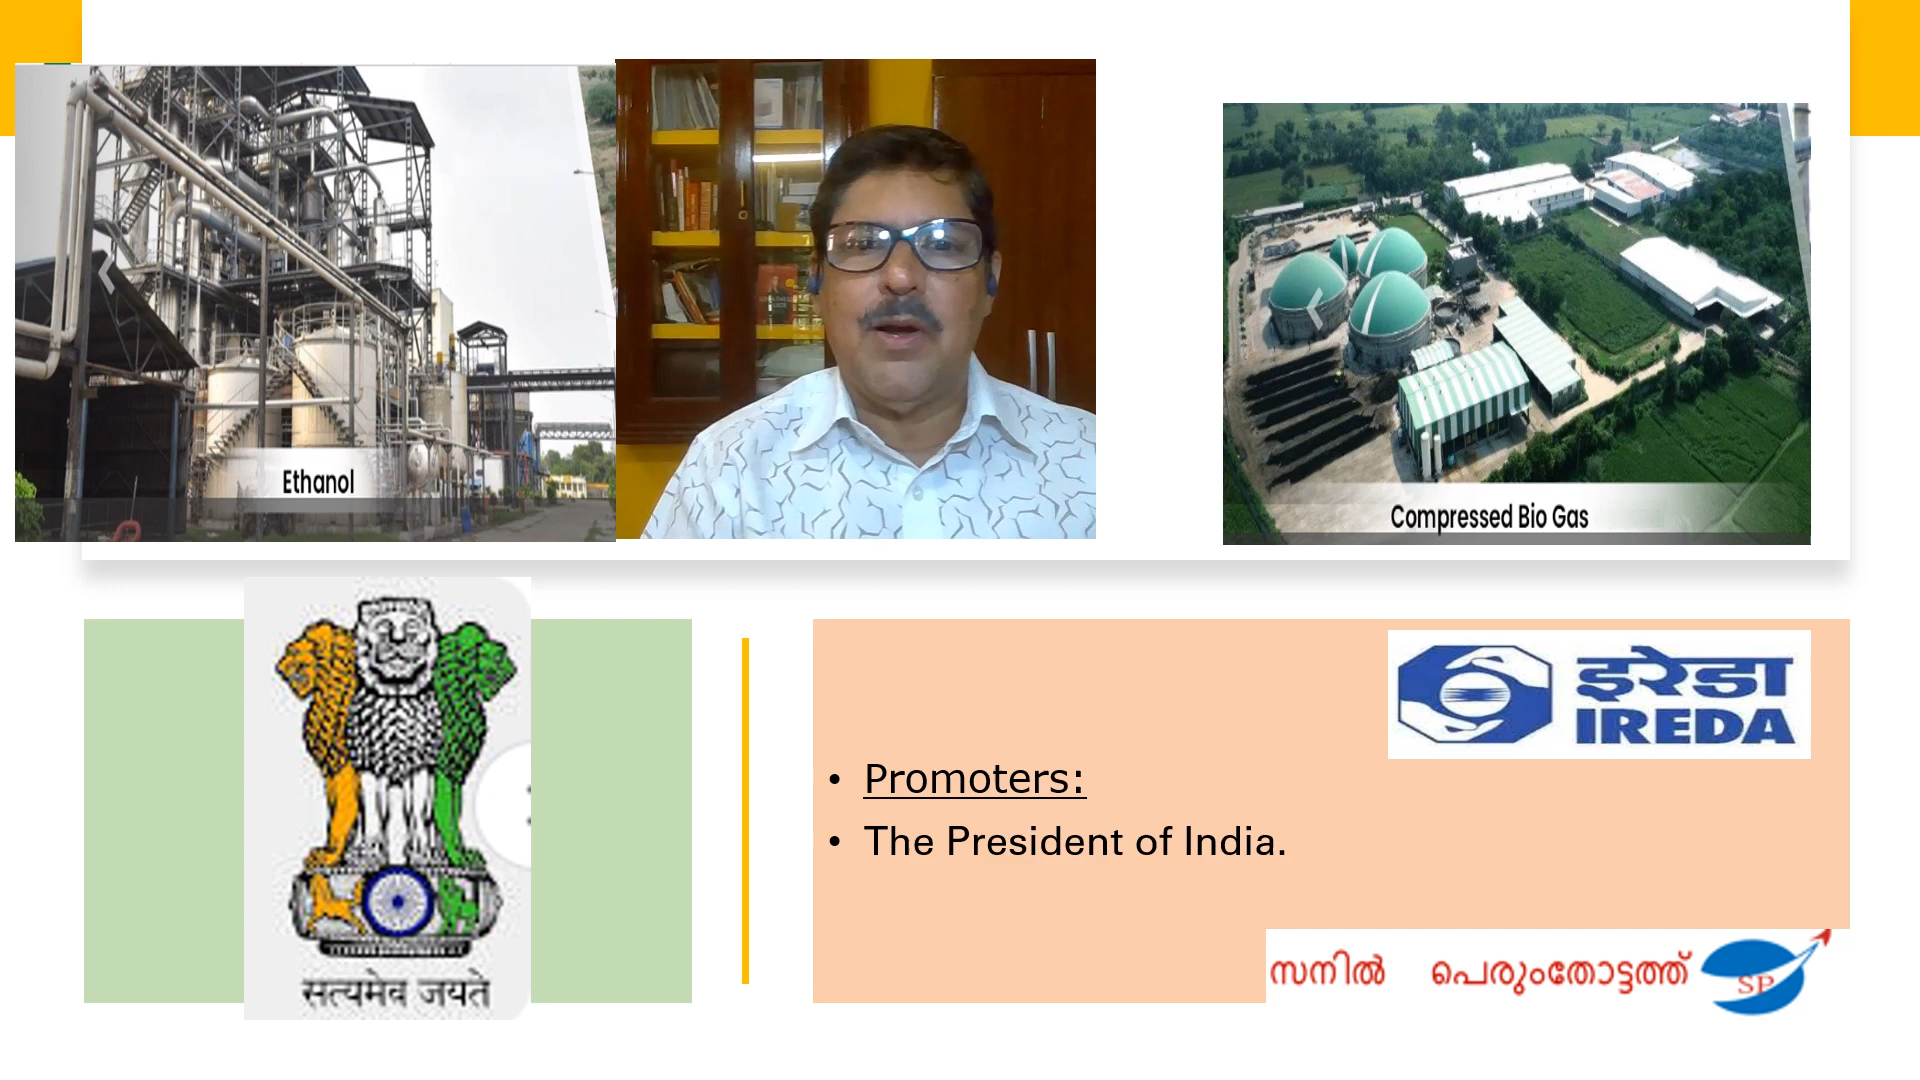 Ethanol
Compressed Bio Gas
सत्यमेव जयते
इरेडा
IREDA
• Promoters:
• The President of India.
സനിൽ പെരുംതോട്ടത്ത്
SP